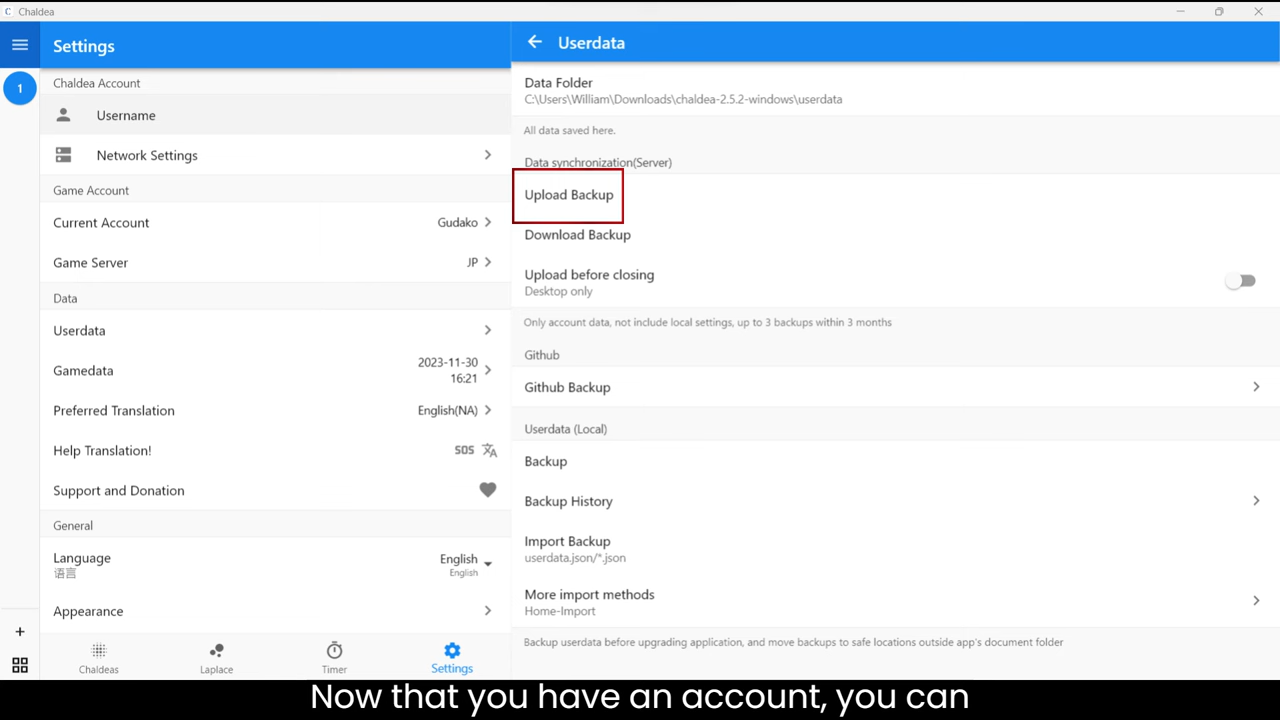 Chaldea
Settings
1
Chaldea Account
Username
Network Settings
Game Account
Current Account
Gudako
Game Server
JP
Data
Userdata
Gamedata
2023-11-30
16:21
Preferred Translation
English(NA)
Help Translation!
SOS
Support and Donation
General
Language
语言
English
English
Appearance
Chaldeas
Laplace
Timer
Settings
Userdata
Data Folder
C:\Users\William\Downloads\chaldea-2.5.2-windows\userdata
All data saved here.
Data synchronization(Server)
Upload Backup
Download Backup
Upload before closing
Desktop only
Only account data, not include local settings, up to 3 backups within 3 months
Github
Github Backup
Userdata (Local)
Backup
Backup History
Import Backup
userdata.json/*.json
More import methods
Home-Import
Backup userdata before upgrading application, and move backups to safe locations outside app's document folder
Now that you have an account, you can